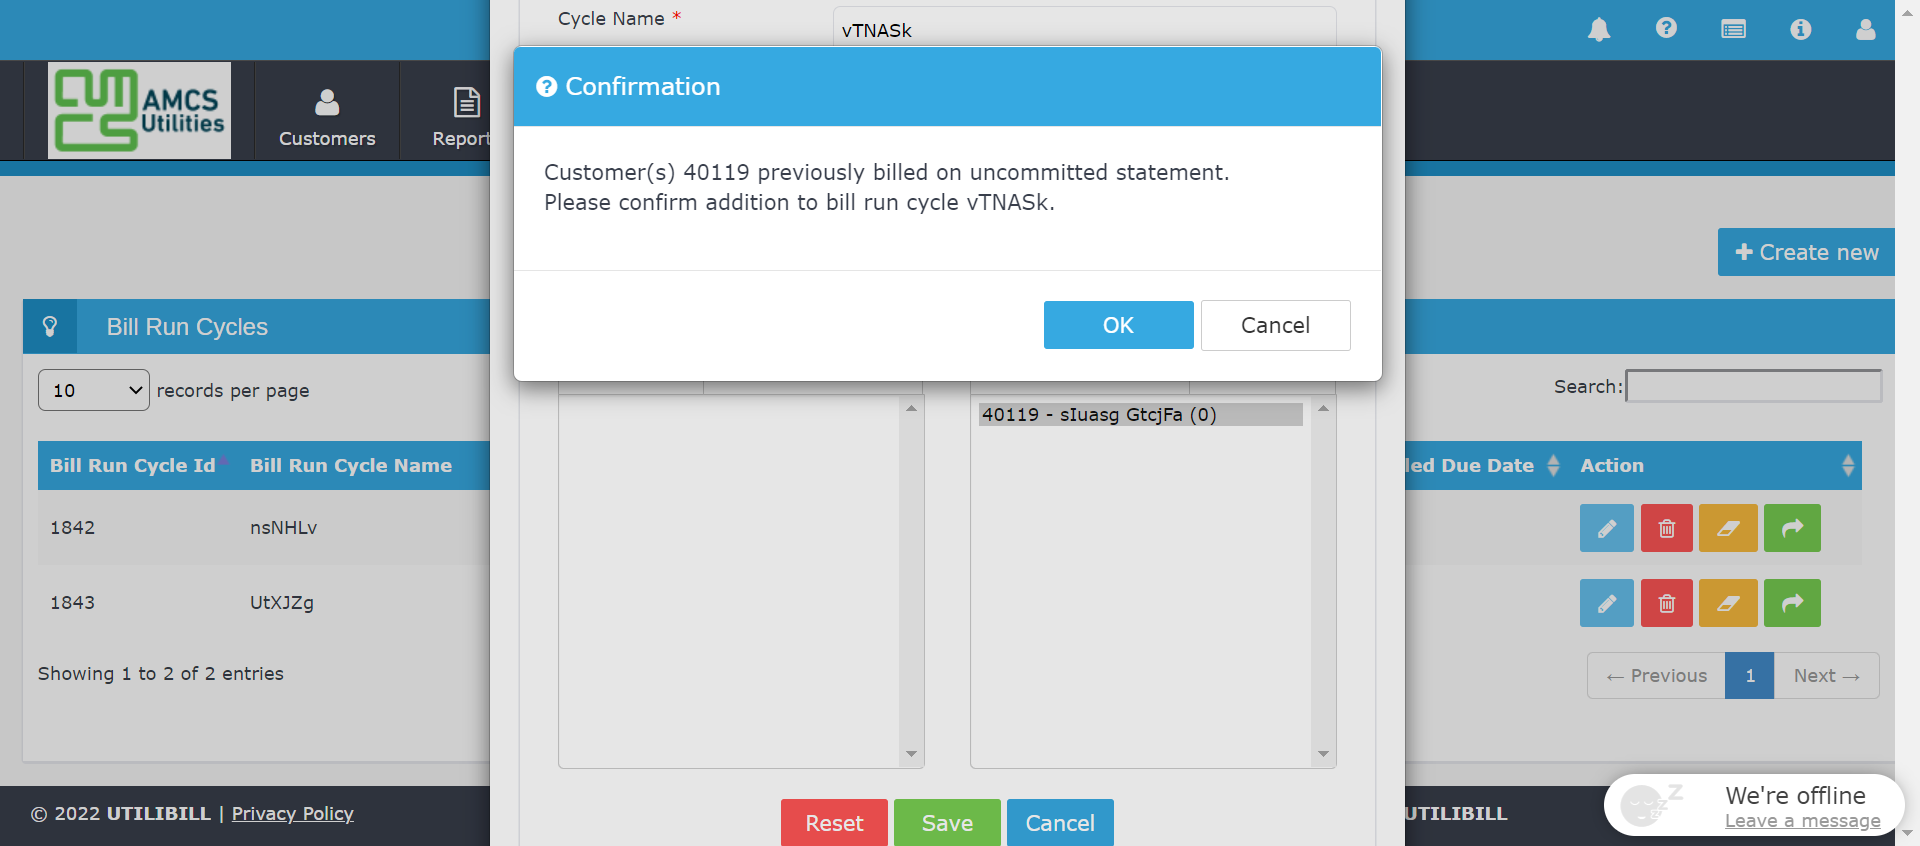 Cycle Name *
vTNASk
AMCS
Utilities
Customers
Report
Confirmation
Customer(s) 40119 previously billed on uncommitted statement.
Please confirm addition to bill run cycle vTNASk.
OK
Cancel
Create new
Bill Run Cycles
10
records per page
Search:
40119 - sIuasg GtcjFa (0)
Bill Run Cycle Id
Bill Run Cycle Name
led Due Date
Action
1842
nsNHLv
1843
UtXJZg
Showing 1 to 2 of 2 entries
← Previous
1
Next →
Reset
Save
Cancel
© 2022 UTILIBILL | Privacy Policy
UTILIBILL
We're offline
Leave a message